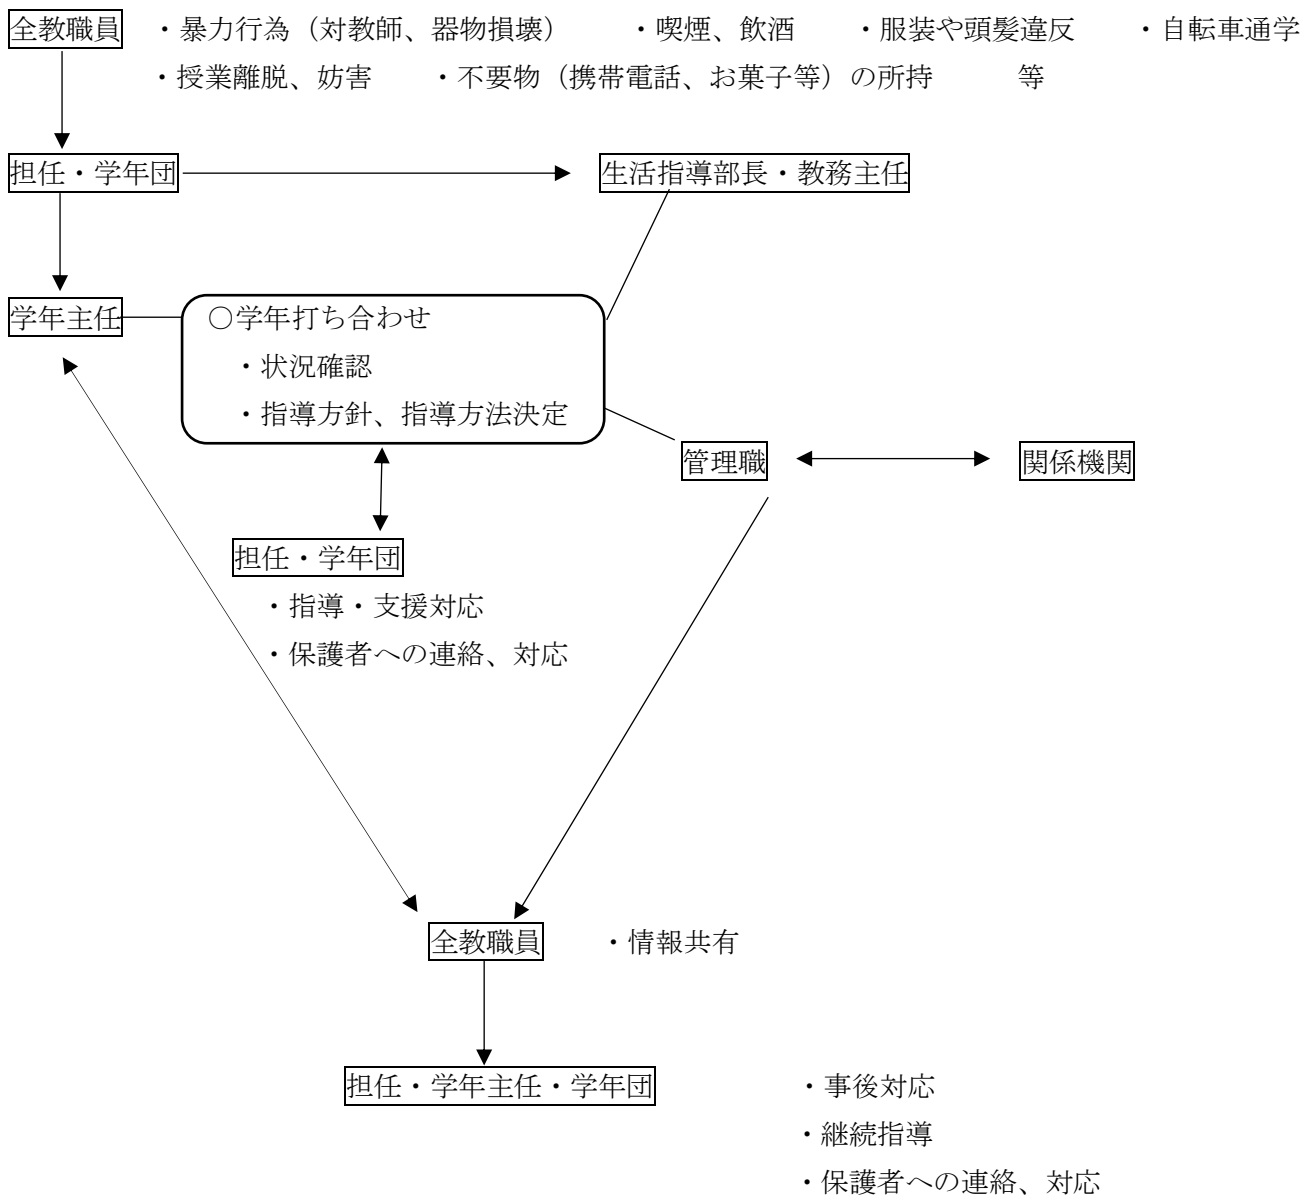 全教職員 ・暴力行為（対教師、器物損壊） ・喫煙、飲酒 ・服装や頭髪違反 ・自転車通学
・授業離脱、妨害 ・不要物（携帯電話、お菓子等）の所持 等
担任・学年団 生活指導部長・教務主任
学年主任 ○学年打ち合わせ
・状況確認
・指導方針、指導方法決定
管理職 関係機関
担任・学年団
・指導・支援対応
・保護者への連絡、対応
全教職員 ・情報共有
担任・学年主任・学年団 ・事後対応
・継続指導
・保護者への連絡、対応